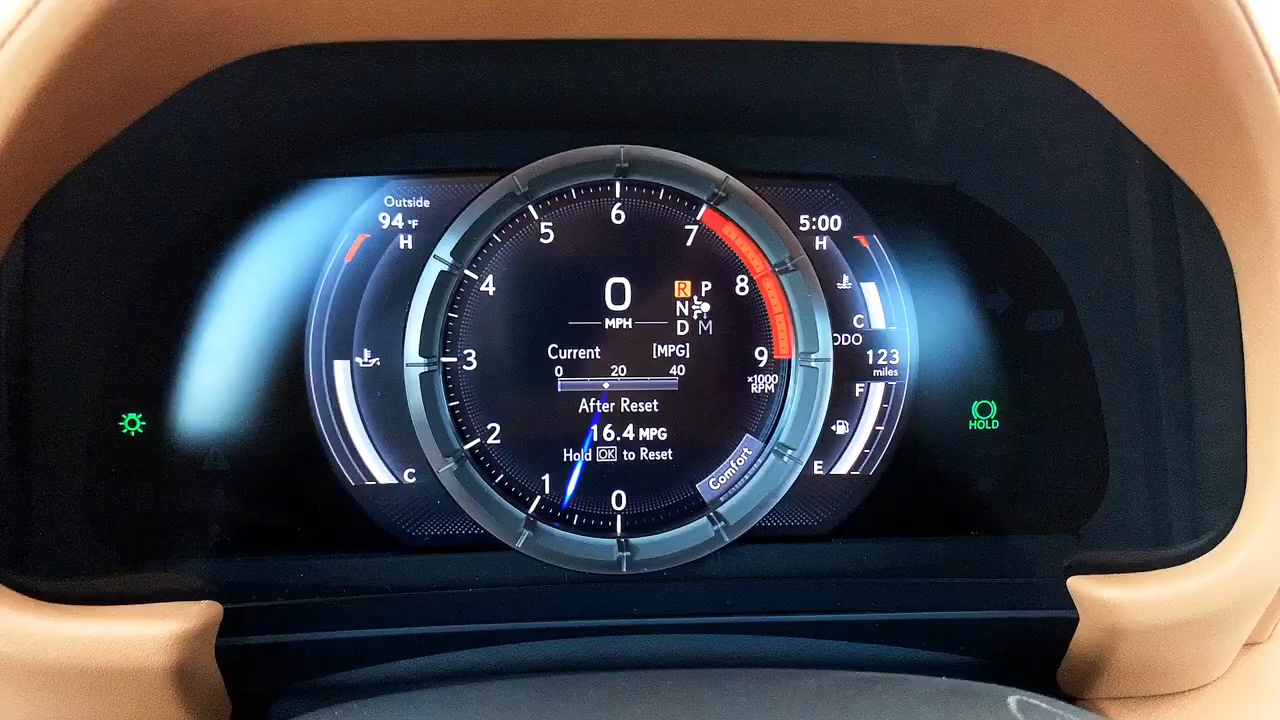 Outside
94 °F
H
C
0
1
2
3
4
5
6
7
8
9
×1000
RPM
0
MPH
R P
N
D M
Current [MPG]
0 20 40
After Reset
16.4 MPG
Hold OK to Reset
Comfort
5:00
H
C
ODO
123
miles
F
E
HOLD